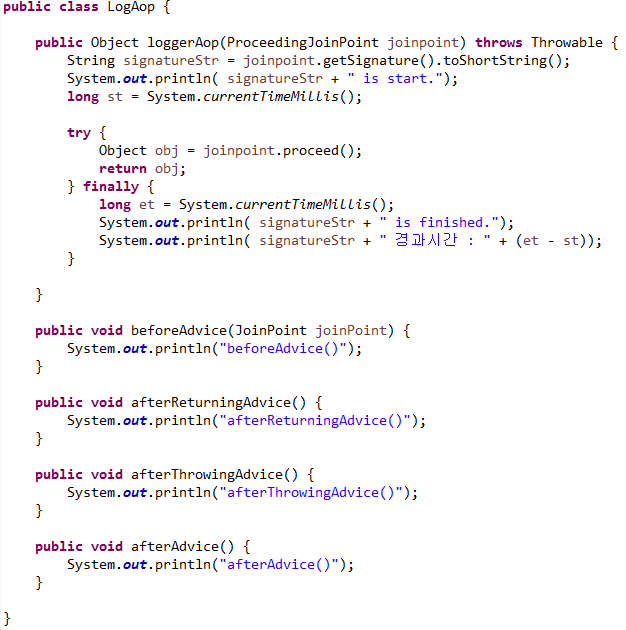 public class LogAop {
public Object loggerAop(ProceedingJoinPoint joinpoint) throws Throwable {
String signatureStr = joinpoint.getSignature().toShortString();
System.out.println( signatureStr + " is start.");
long st = System.currentTimeMillis();
try {
Object obj = joinpoint.proceed();
return obj;
} finally {
long et = System.currentTimeMillis();
System.out.println( signatureStr + " is finished.");
System.out.println( signatureStr + " 경과시간 : " + (et - st));
}
}
public void beforeAdvice(JoinPoint joinPoint) {
System.out.println("beforeAdvice()");
}
public void afterReturningAdvice() {
System.out.println("afterReturningAdvice()");
}
public void afterThrowingAdvice() {
System.out.println("afterThrowingAdvice()");
}
public void afterAdvice() {
System.out.println("afterAdvice()");
}
}